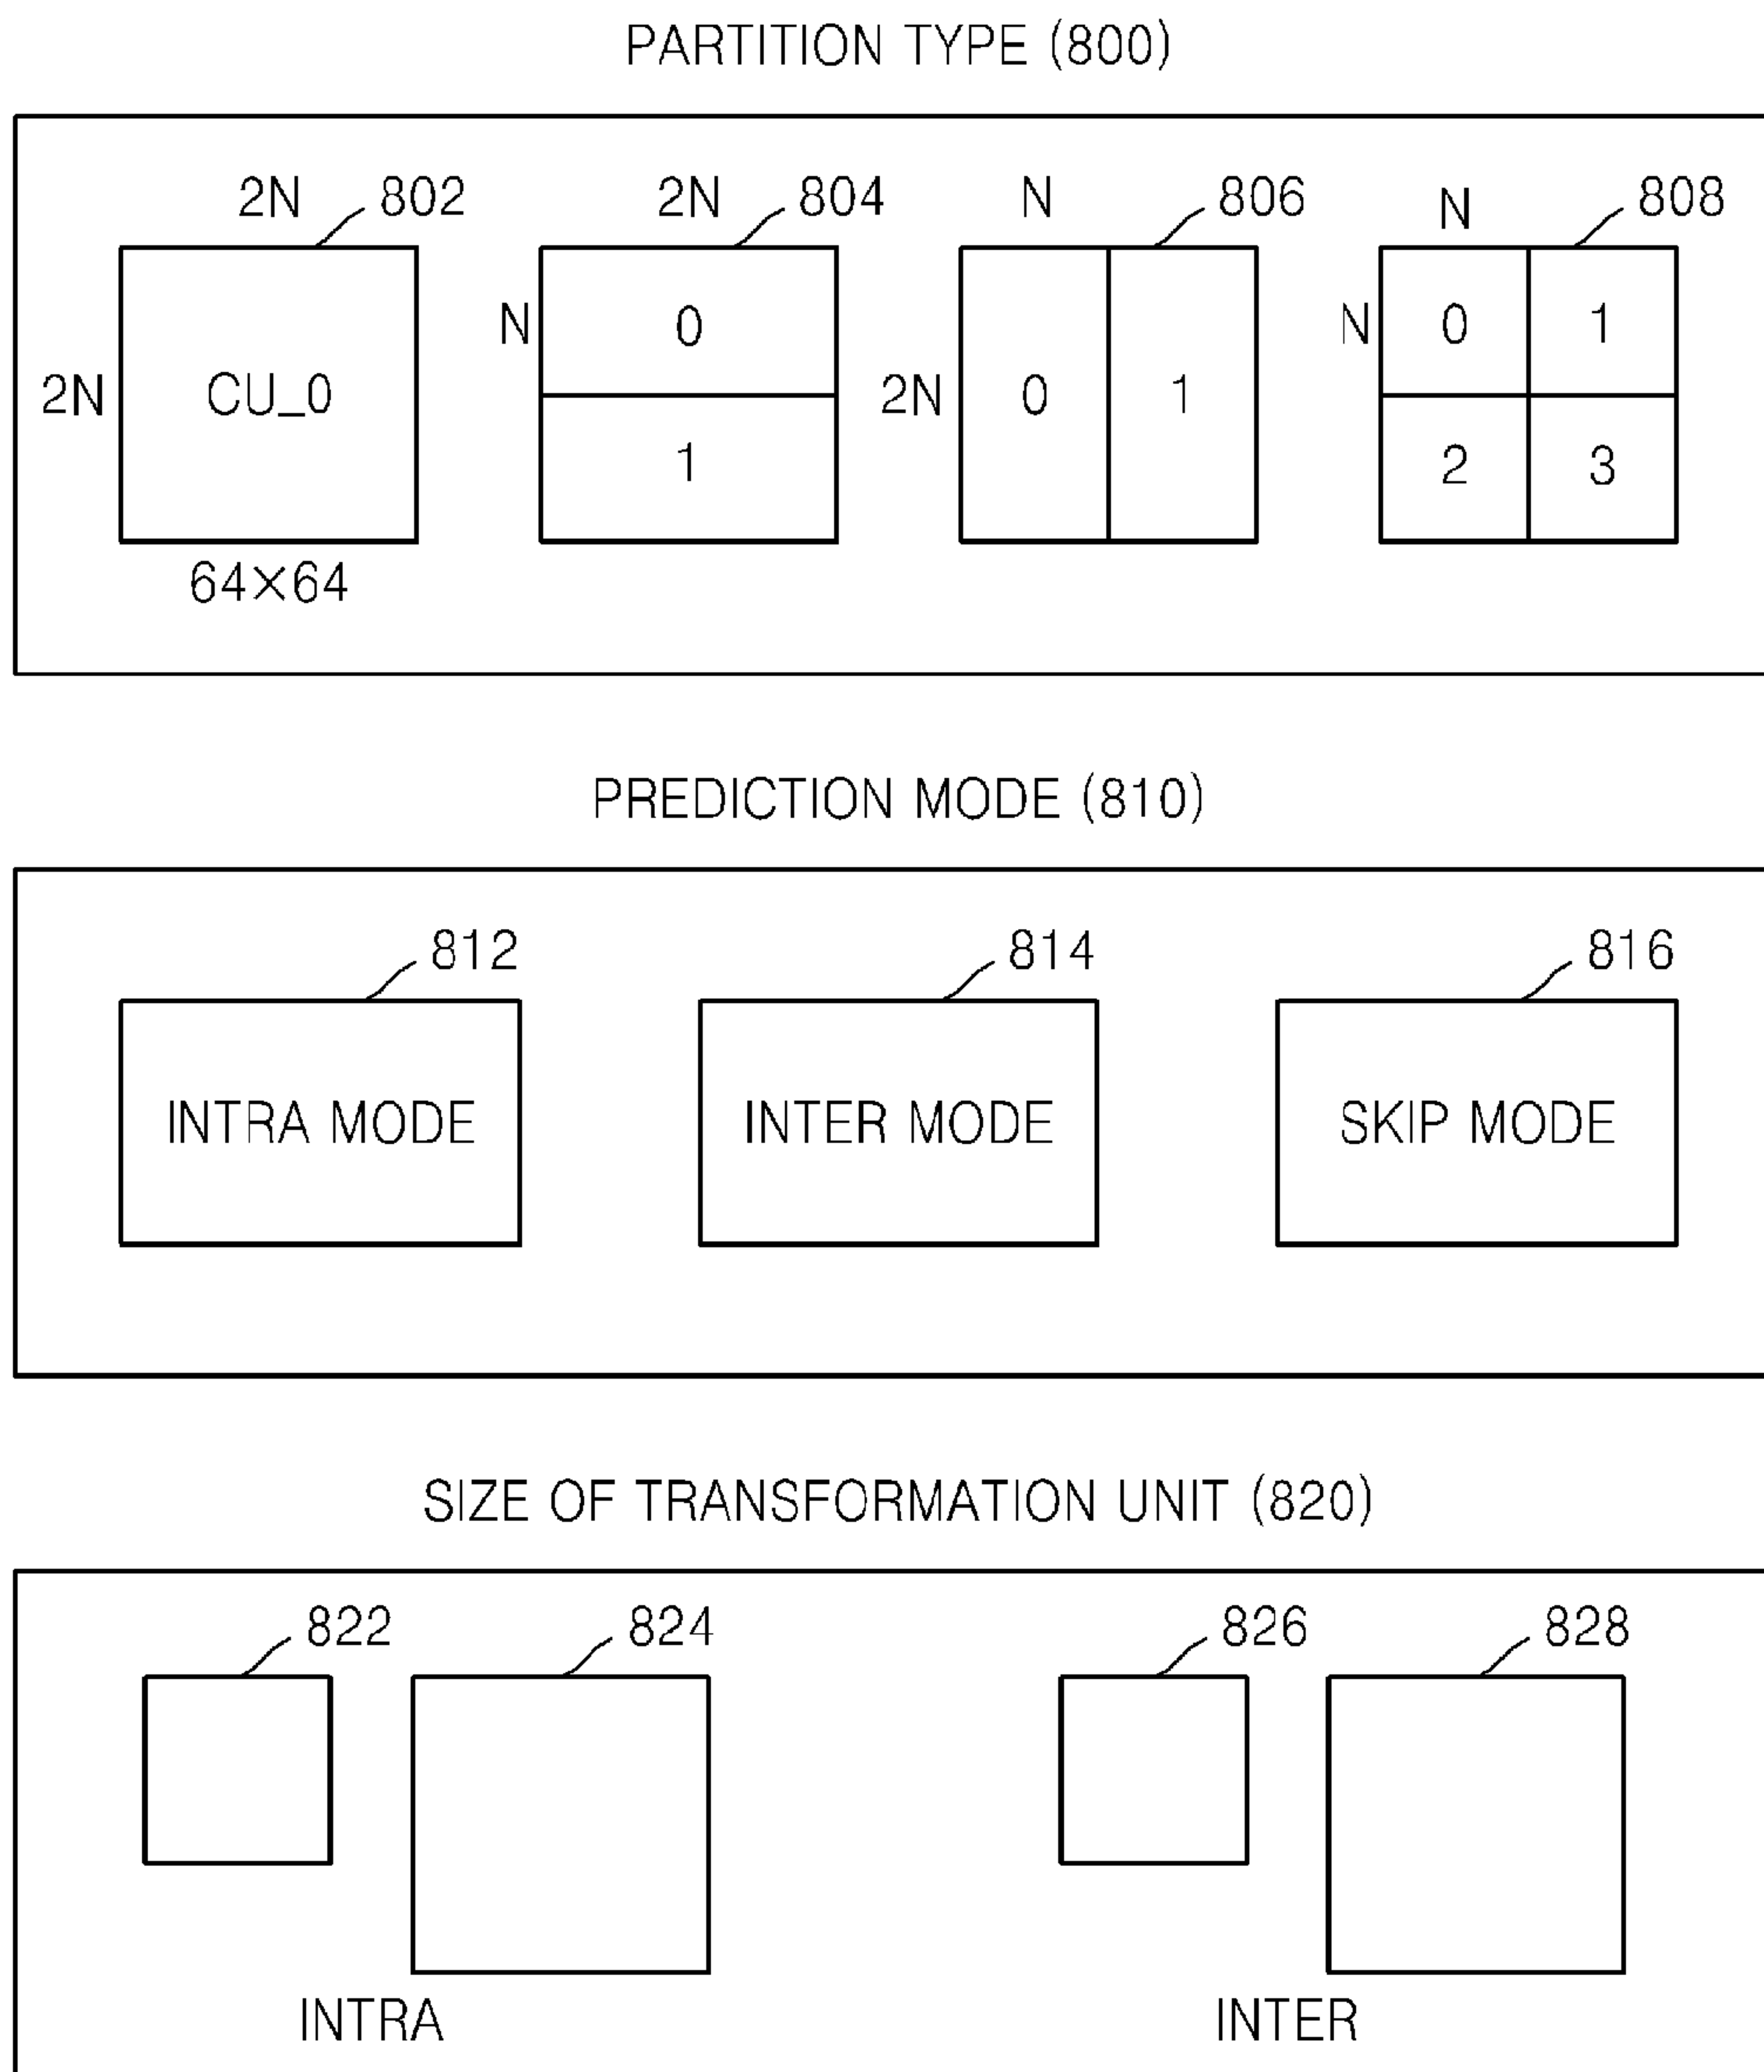 PARTITION TYPE (800)
2N 802 2N 804 N 806 N 808
N 0 N 0 1
2N CU_0 2N 0 1
1 2 3
64×64
PREDICTION MODE (810)
812 814 816
INTRA MODE INTER MODE SKIP MODE
SIZE OF TRANSFORMATION UNIT (820)
822 824 826 828
INTRA INTER